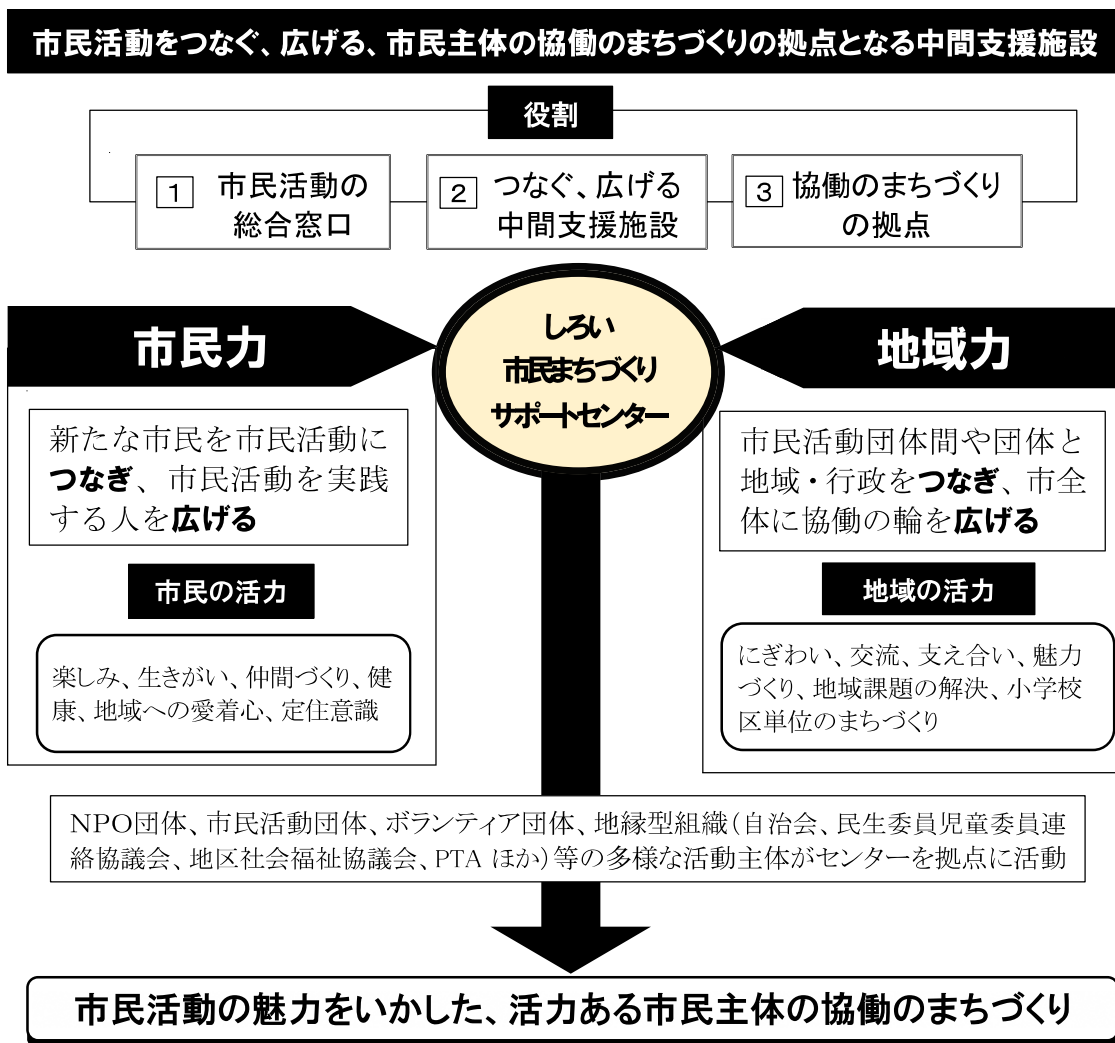 市民活動をつなぐ、広げる、市民主体の協働のまちづくりの拠点となる中間支援施設
役割
1 市民活動の
総合窓口
2 つなぐ、広げる
中間支援施設
3 協働のまちづくり
の拠点
しろい
市民まちづくり
サポートセンター
市民力
新たな市民を市民活動に
つなぎ、市民活動を実践
する人を広げる
市民の活力
楽しみ、生きがい、仲間づくり、健
康、地域への愛着心、定住意識
地域力
市民活動団体間や団体と
地域・行政をつなぎ、市全
体に協働の輪を広げる
地域の活力
にぎわい、交流、支え合い、魅力
づくり、地域課題の解決、小学校
区単位のまちづくり
NPO団体、市民活動団体、ボランティア団体、地縁型組織(自治会、民生委員児童委員連
絡協議会、地区社会福祉協議会、PTA ほか)等の多様な活動主体がセンターを拠点に活動
市民活動の魅力をいかした、活力ある市民主体の協働のまちづくり